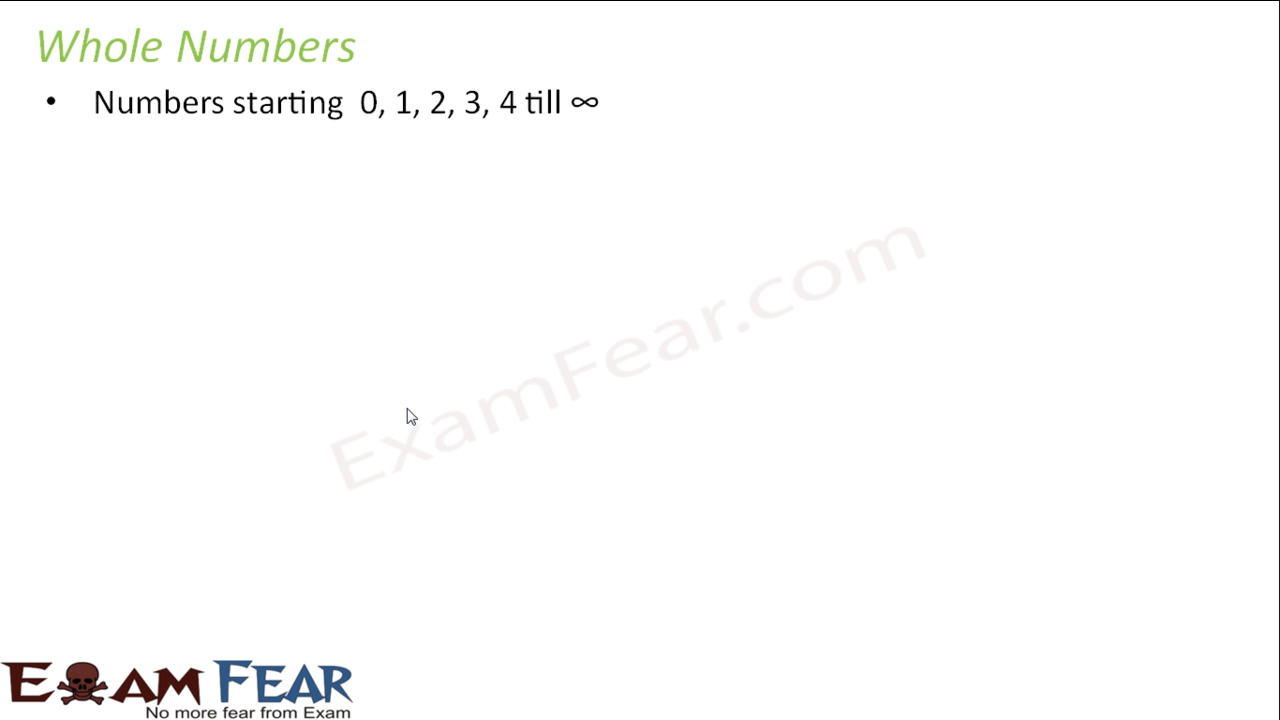 Whole Numbers
• Numbers starting 0, 1, 2, 3, 4 till ∞
ExamFear.com
EXAM FEAR
No more fear from Exam